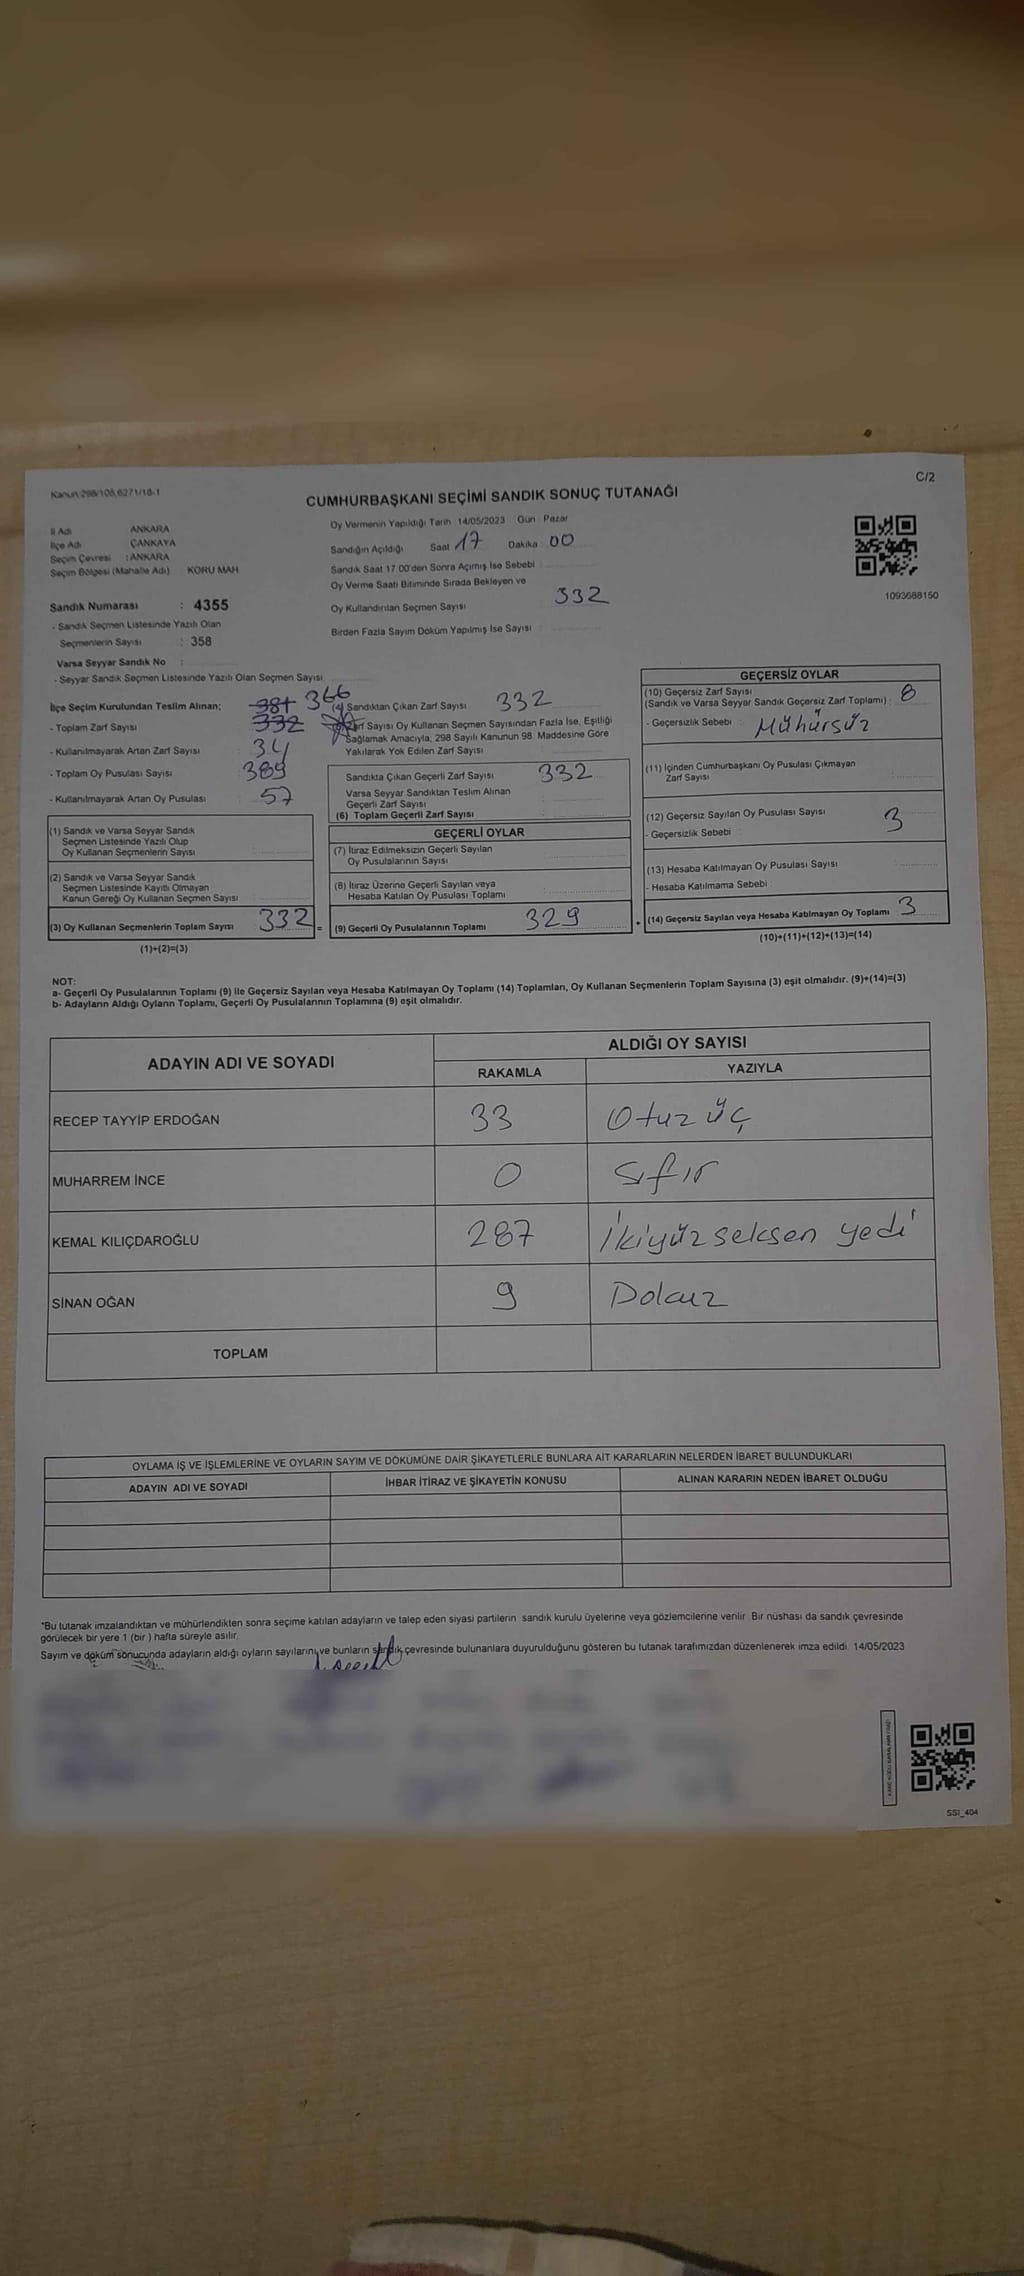 Kanun 298/105,6271/18-1
C/2
CUMHURBAŞKANI SEÇİMİ SANDIK SONUÇ TUTANAĞI
İl Adı ANKARA
İlçe Adı ÇANKAYA
Seçim Çevresi : ANKARA
Seçim Bölgesi (Mahalle Adı) KORU MAH
Sandık Numarası : 4355
- Sandık Seçmen Listesinde Yazılı Olan
Seçmenlerin Sayısı : 358
Varsa Seyyar Sandık No :
- Seyyar Sandık Seçmen Listesinde Yazılı Olan Seçmen Sayısı
Oy Vermenin Yapıldığı Tarih 14/05/2023 Gün Pazar
Sandığın Açıldığı Saat 17 Dakika : 00
Sandık Saat 17.00'den Sonra Açımış İse Sebebi :
Oy Verme Saati Bitiminde Sırada Bekleyen ve
Oy Kullandırılan Seçmen Sayısı 332
Birden Fazla Sayım Döküm Yapılmış İse Sayısı :
1093688150
İlçe Seçim Kurulundan Teslim Alınan; 381 366
- Toplam Zarf Sayısı 332
- Kullanılmayarak Artan Zarf Sayısı 34
- Toplam Oy Pusulası Sayısı 389
- Kullanılmayarak Artan Oy Pusulası 57
(4) Sandıktan Çıkan Zarf Sayısı 332
Zarf Sayısı Oy Kullanan Seçmen Sayısından Fazla İse, Eşitliği
Sağlamak Amacıyla; 298 Sayılı Kanunun 98. Maddesine Göre
Yakılarak Yok Edilen Zarf Sayısı
Sandıkta Çıkan Geçerli Zarf Sayısı 332
Varsa Seyyar Sandıktan Teslim Alınan
Geçerli Zarf Sayısı
(6) Toplam Geçerli Zarf Sayısı
GEÇERSİZ OYLAR
(10) Geçersiz Zarf Sayısı
(Sandık ve Varsa Seyyar Sandık Geçersiz Zarf Toplamı) : 8
- Geçersizlik Sebebi : Mühürsüz
(11) İçinden Cumhurbaşkanı Oy Pusulası Çıkmayan
Zarf Sayısı
(12) Geçersiz Sayılan Oy Pusulası Sayısı 3
- Geçersizlik Sebebi
(13) Hesaba Katılmayan Oy Pusulası Sayısı
- Hesaba Katılmama Sebebi :
(14) Geçersiz Sayılan veya Hesaba Katılmayan Oy Toplamı 3
(10)+(11)+(12)+(13)=(14)
(1) Sandık ve Varsa Seyyar Sandık
Seçmen Listesinde Yazılı Olup
Oy Kullanan Seçmenlerin Sayısı
(2) Sandık ve Varsa Seyyar Sandık
Seçmen Listesinde Kayıtlı Olmayan
Kanun Gereği Oy Kullanan Seçmen Sayısı :
(3) Oy Kullanan Seçmenlerin Toplam Sayısı 332 =
(1)+(2)=(3)
GEÇERLİ OYLAR
(7) İtiraz Edilmeksizin Geçerli Sayılan
Oy Pusulalarının Sayısı
(8) İtiraz Üzerine Geçerli Sayılan veya
Hesaba Katılan Oy Pusulası Toplamı
(9) Geçerli Oy Pusulalarının Toplamı 329 +
NOT:
a- Geçerli Oy Pusulalarının Toplamı (9) ile Geçersiz Sayılan veya Hesaba Katılmayan Oy Toplamı (14) Toplamları, Oy Kullanan Seçmenlerin Toplam Sayısına (3) eşit olmalıdır. (9)+(14)=(3)
b- Adayların Aldığı Oyların Toplamı, Geçerli Oy Pusulalarının Toplamına (9) eşit olmalıdır.
ADAYIN ADI VE SOYADI
ALDIĞI OY SAYISI
RAKAMLA YAZIYLA
RECEP TAYYİP ERDOĞAN 33 Otuz üç
MUHARREM İNCE 0 Sıfır
KEMAL KILIÇDAROĞLU 287 İkiyüz seksen yedi
SİNAN OĞAN 9 Dokuz
TOPLAM
OYLAMA İŞ VE İŞLEMLERİNE VE OYLARIN SAYIM VE DÖKÜMÜNE DAİR ŞİKAYETLERLE BUNLARA AİT KARARLARIN NELERDEN İBARET BULUNDUKLARI
ADAYIN ADI VE SOYADI İHBAR İTİRAZ VE ŞİKAYETİN KONUSU ALINAN KARARIN NEDEN İBARET OLDUĞU
*Bu tutanak imzalandıktan ve mühürlendikten sonra seçime katılan adayların ve talep eden siyasi partilerin sandık kurulu üyelerine veya gözlemcilerine verilir. Bir nüshası da sandık çevresinde
görülecek bir yere 1 (bir ) hafta süreyle asılır.
Sayım ve döküm sonucunda adayların aldığı oyların sayılarını ve bunların sandık çevresinde bulunanlara duyurulduğunu gösteren bu tutanak tarafımızdan düzenlenerek imza edildi. 14/05/2023
SSI_404